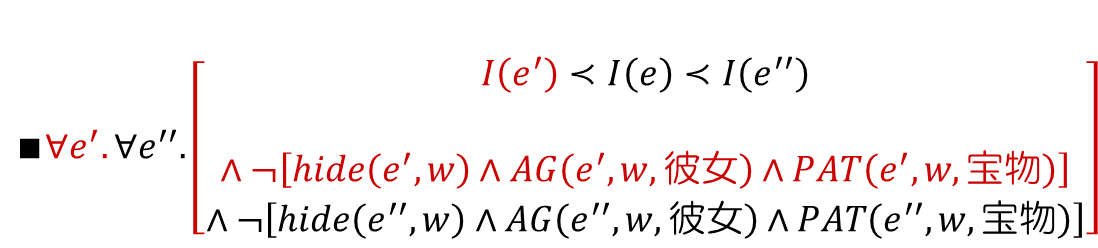 I(e′) ≺ I(e) ≺ I(e′′)
■∀e′. ∀e′′.
∧ ¬[hide(e′, w) ∧ AG(e′, w, 彼女) ∧ PAT(e′, w, 宝物)]
∧ ¬[hide(e′′, w) ∧ AG(e′′, w, 彼女) ∧ PAT(e′′, w, 宝物)]